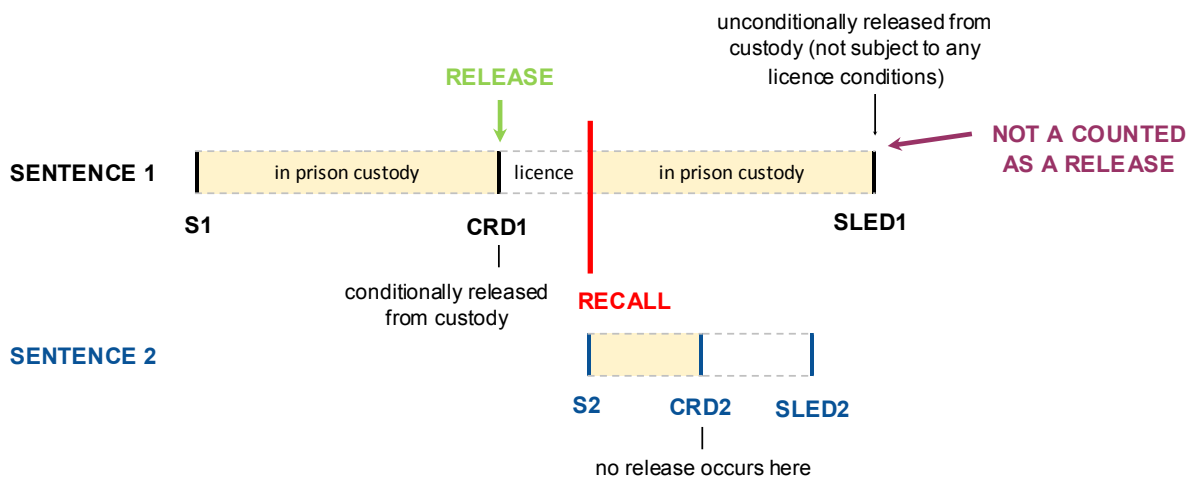 unconditionally released from
custody (not subject to any
licence conditions)
RELEASE
NOT A COUNTED
AS A RELEASE
SENTENCE 1
in prison custody
licence
in prison custody
S1
CRD1
SLED1
conditionally released
from custody
RECALL
SENTENCE 2
S2
CRD2
SLED2
no release occurs here